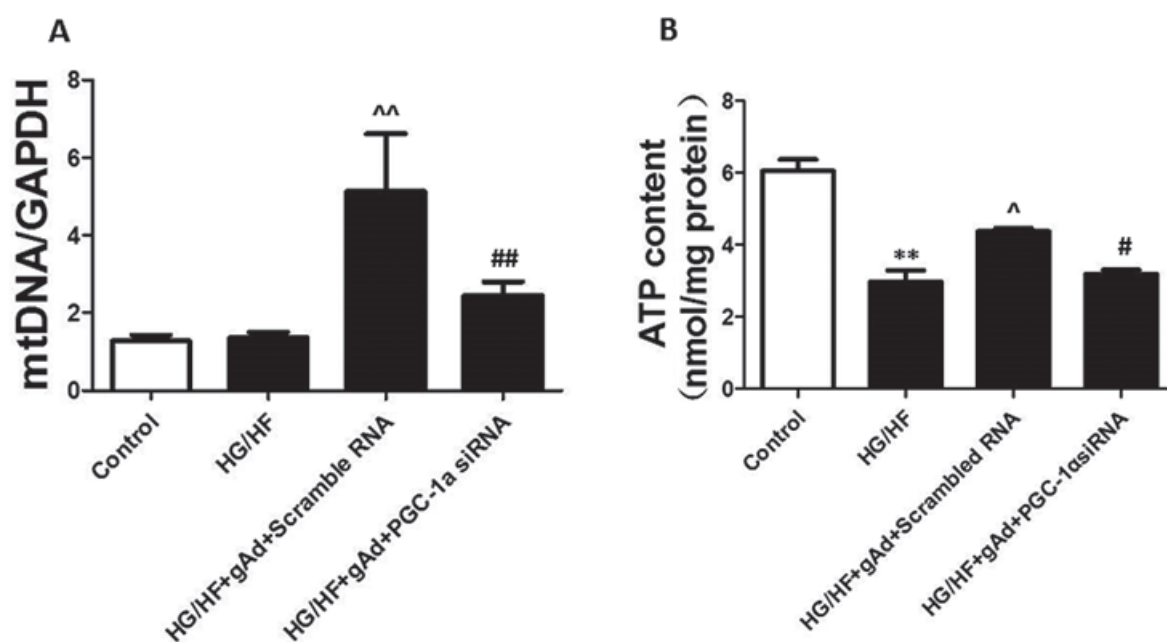 A
mtDNA/GAPDH
8
6
4
2
0
^^
##
Control
HG/HF
HG/HF+gAd+Scramble RNA
HG/HF+gAd+PGC-1a siRNA
B
ATP content
(nmol/mg protein)
8
6
4
2
0
**
^
#
Control
HG/HF
HG/HF+gAd+Scrambled RNA
HG/HF+gAd+PGC-1αsiRNA